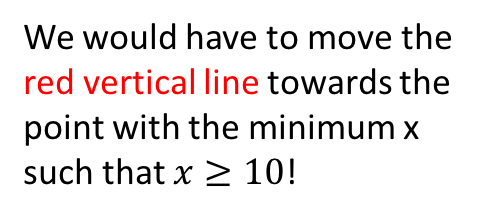 We would have to move the
red vertical line towards the
point with the minimum x
such that x ≥ 10!